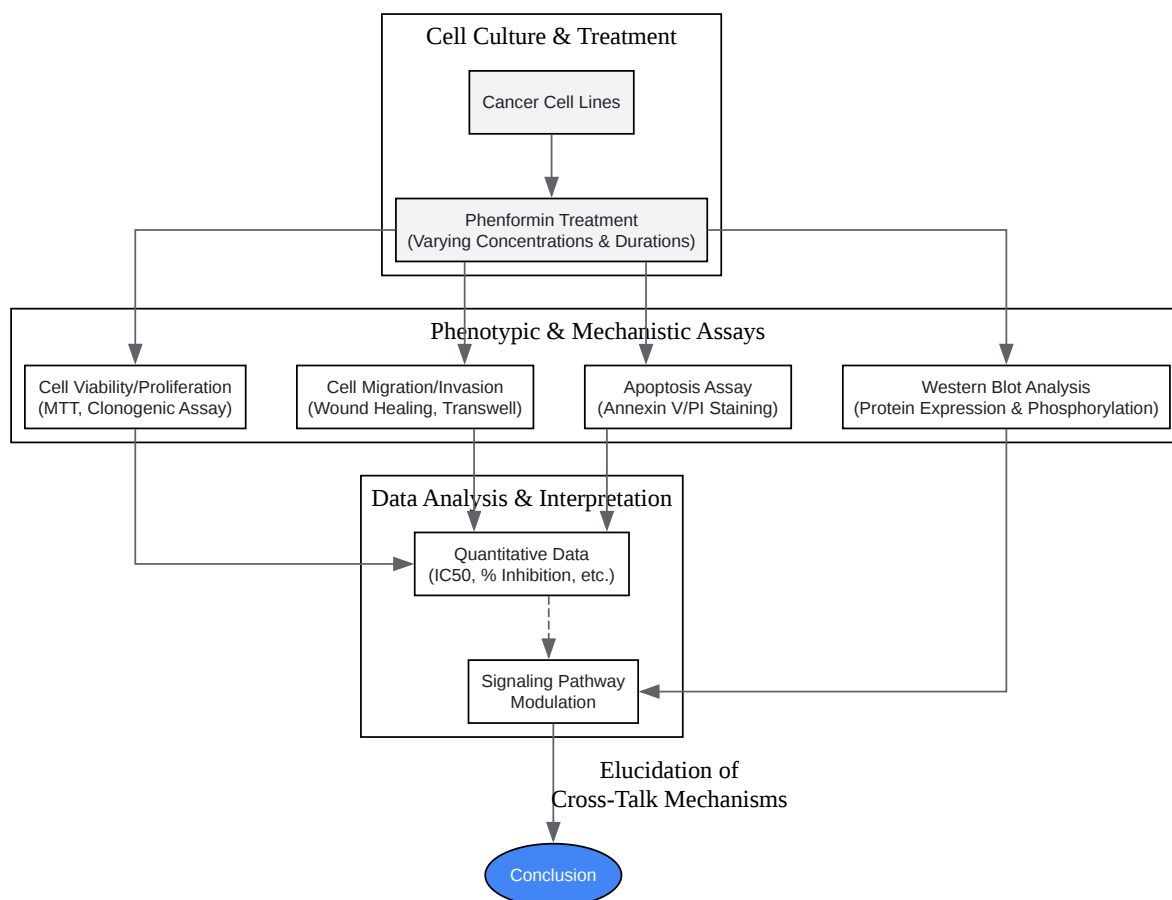 Cell Culture & Treatment
Cancer Cell Lines
Phenformin Treatment
(Varying Concentrations & Durations)
Phenotypic & Mechanistic Assays
Cell Viability/Proliferation
(MTT, Clonogenic Assay)
Cell Migration/Invasion
(Wound Healing, Transwell)
Apoptosis Assay
(Annexin V/PI Staining)
Western Blot Analysis
(Protein Expression & Phosphorylation)
Data Analysis & Interpretation
Quantitative Data
(IC50, % Inhibition, etc.)
Signaling Pathway
Modulation
Elucidation of
Cross-Talk Mechanisms
Conclusion